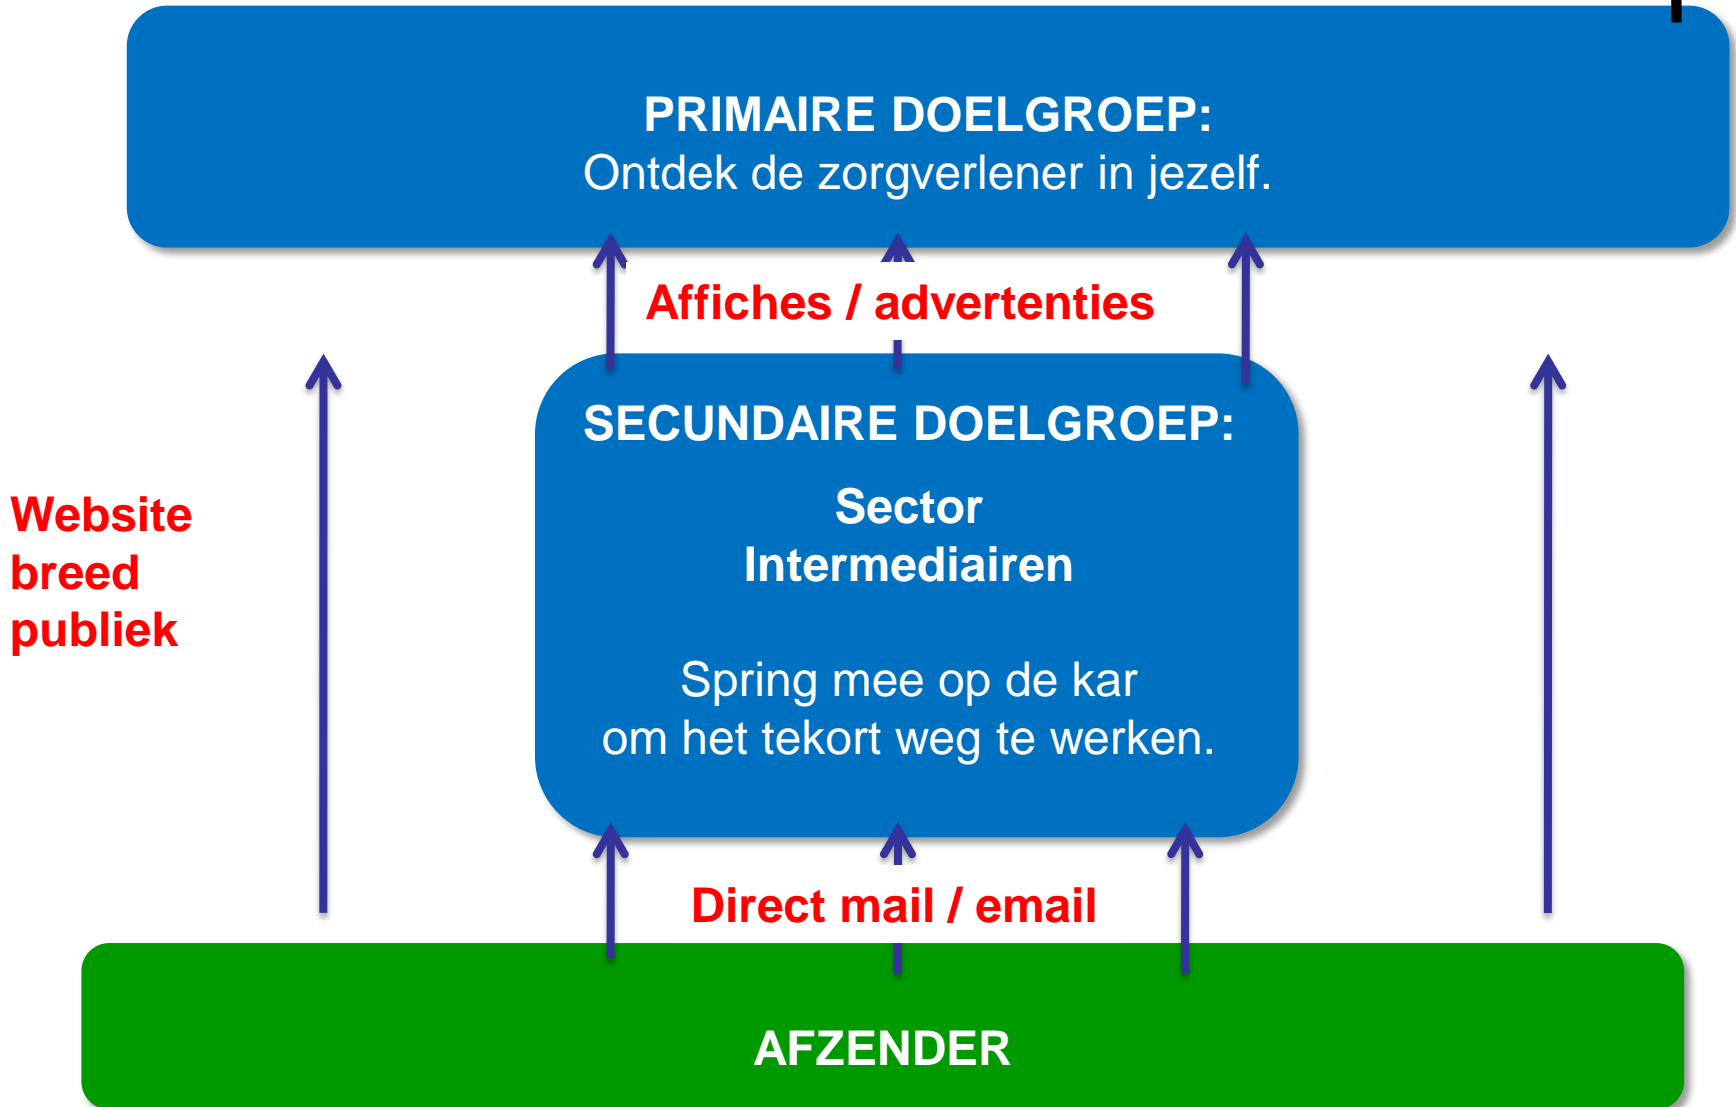 PRIMAIRE DOELGROEP:
Ontdek de zorgverlener in jezelf.
Affiches / advertenties
SECUNDAIRE DOELGROEP:
Sector
Intermediairen
Spring mee op de kar
om het tekort weg te werken.
Website
breed
publiek
Direct mail / email
AFZENDER